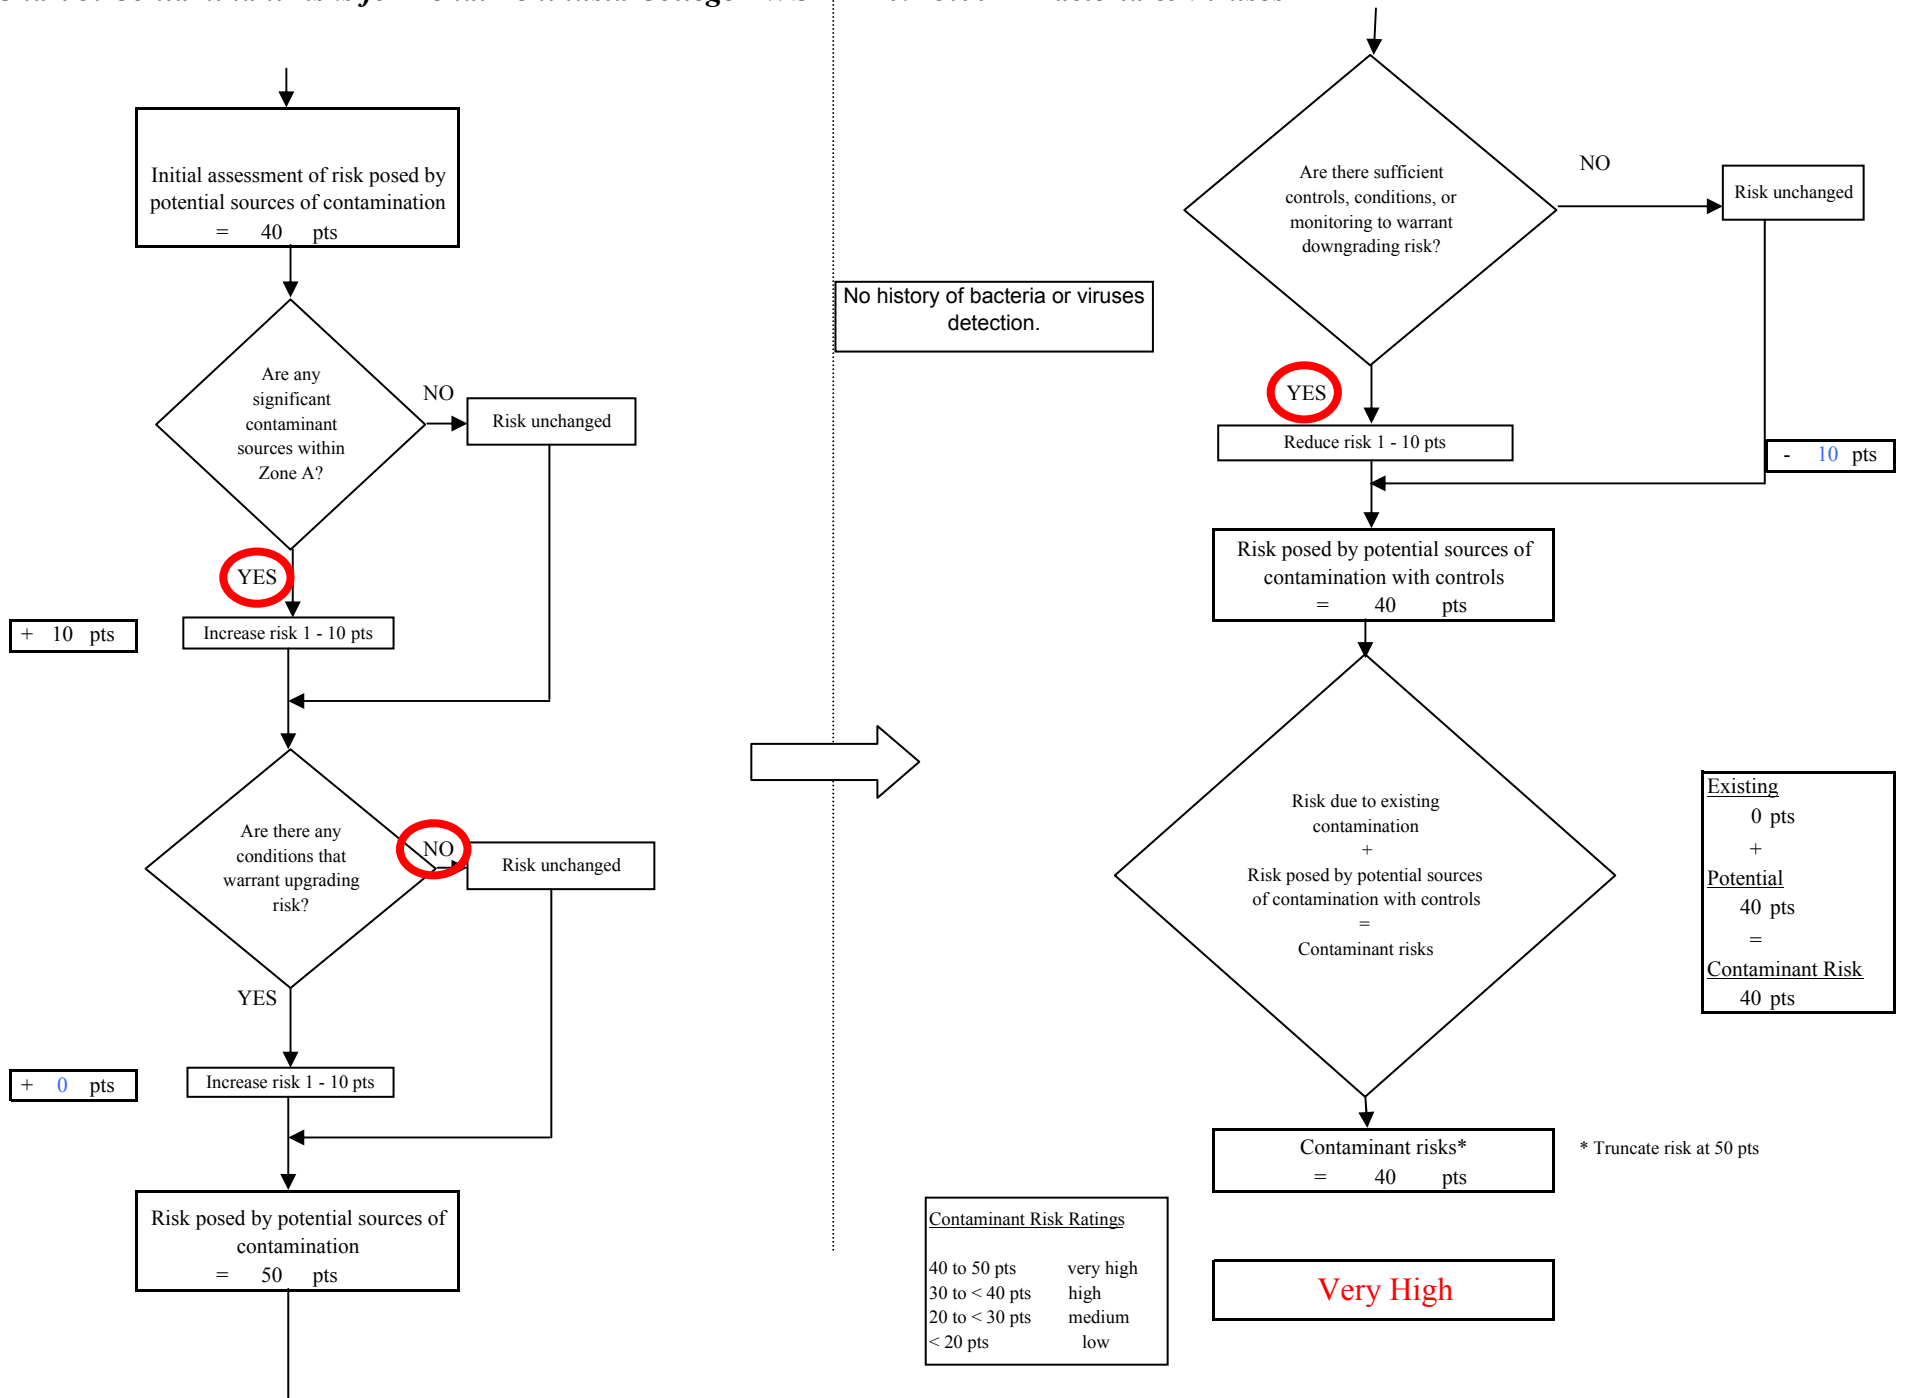 College
Initial assessment of risk posed by
potential sources of contamination
= 40 pts
Are any
significant
contaminant
sources within
Zone A?
NO
Risk unchanged
YES
+ 10 pts
Increase risk 1 - 10 pts
Are there any
conditions that
warrant upgrading
risk?
NO
Risk unchanged
YES
+ 0 pts
Increase risk 1 - 10 pts
Risk posed by potential sources of
contamination
= 50 pts
Are there sufficient
controls, conditions, or
monitoring to warrant
downgrading risk?
NO
Risk unchanged
No history of bacteria or viruses
detection.
YES
Reduce risk 1 - 10 pts
- 10 pts
Risk posed by potential sources of
contamination with controls
= 40 pts
Risk due to existing
contamination
+
Risk posed by potential sources
of contamination with controls
=
Contaminant risks
Existing
0 pts
+
Potential
40 pts
=
Contaminant Risk
40 pts
Contaminant risks*
= 40 pts
* Truncate risk at 50 pts
Contaminant Risk Ratings
40 to 50 pts very high
30 to < 40 pts high
20 to < 30 pts medium
< 20 pts low
Very High